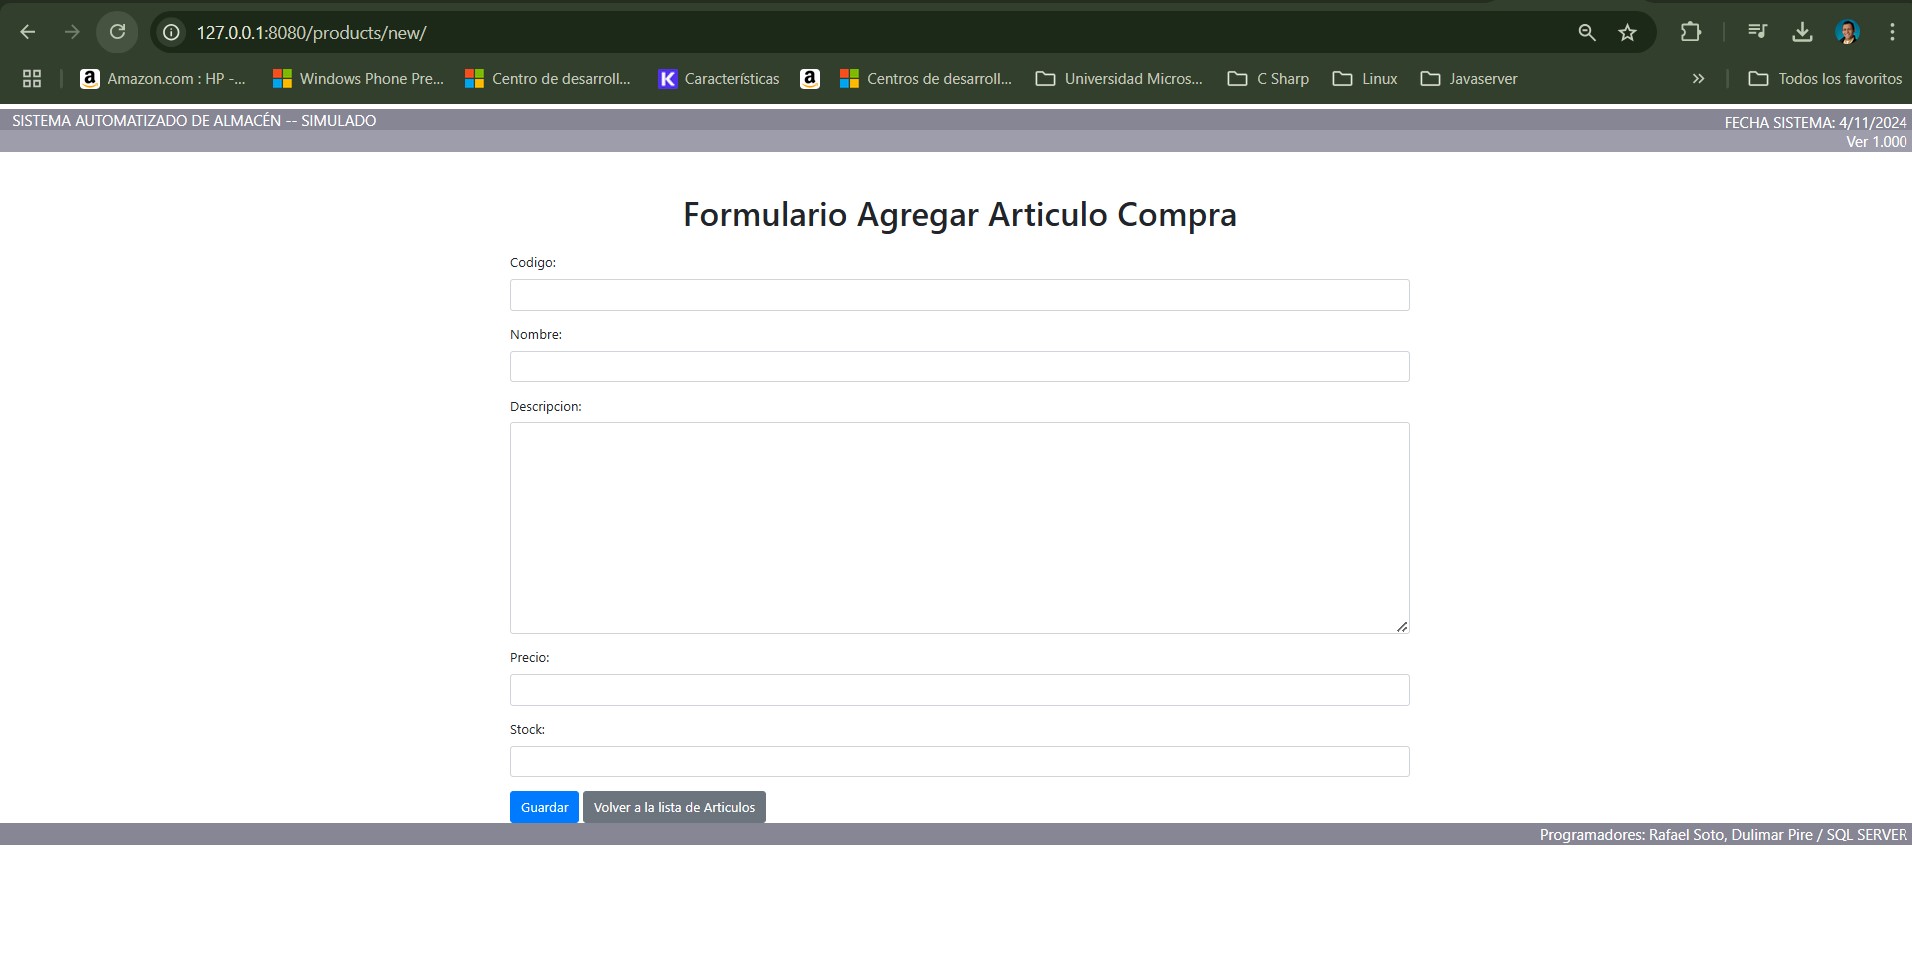 127.0.0.1:8080/products/new/
Amazon.com : HP -... Windows Phone Pre... Centro de desarroll... K Características a Centros de desarroll... Universidad Micros... C Sharp Linux Javaserver » Todos los favoritos
SISTEMA AUTOMATIZADO DE ALMACÉN -- SIMULADO
FECHA SISTEMA: 4/11/2024
Ver 1.000
Formulario Agregar Articulo Compra
Codigo:
Nombre:
Descripcion:
Precio:
Stock:
Guardar Volver a la lista de Articulos
Programadores: Rafael Soto, Dulimar Pire / SQL SERVER